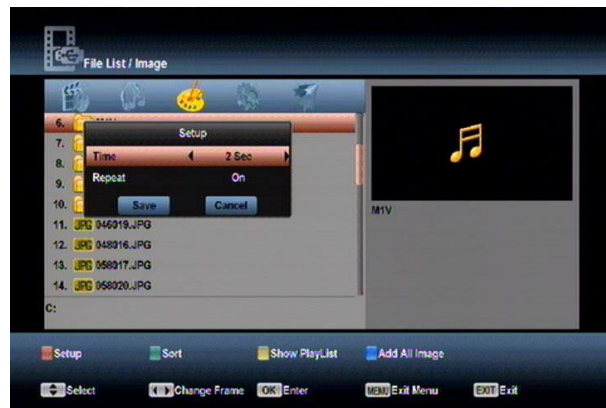 File List / Image
6.
7.
8.
9.
10.
Setup
Time 2 Sec
Repeat On
Save Cancel
11. JPG 046019.JPG
12. JPG 048016.JPG
13. JPG 058017.JPG
14. JPG 058020.JPG
C:
M1V
Setup Sort Show PlayList Add All Image
Select Change Frame OK Enter MENU Exit Menu EXIT Exit